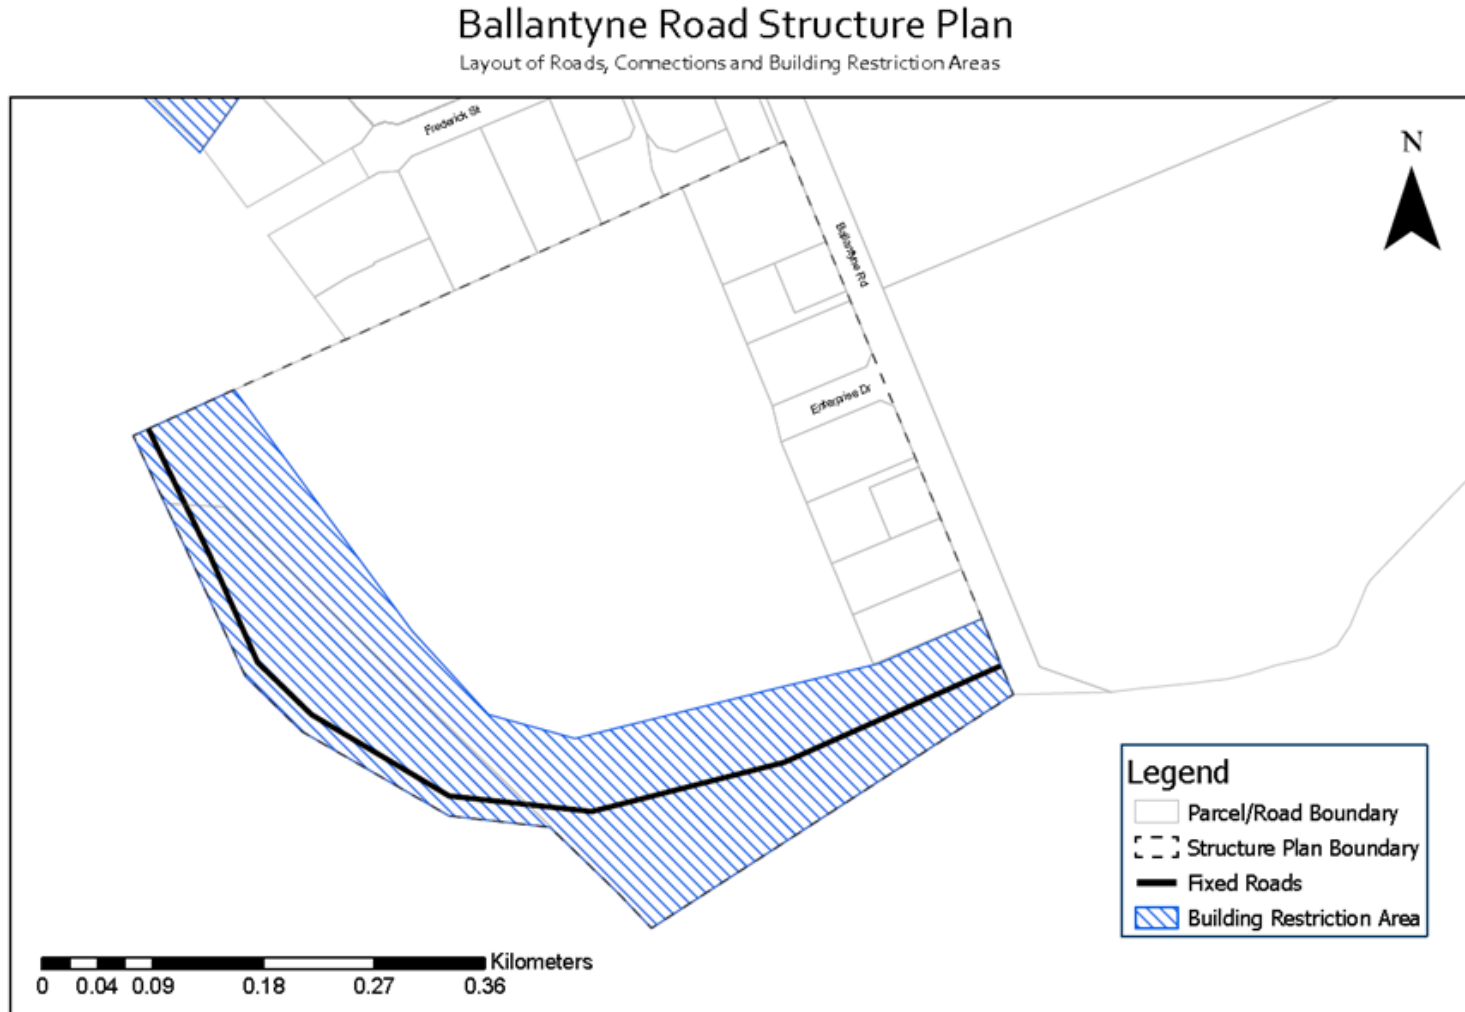 Ballantyne Road Structure Plan
Layout of Roads, Connections and Building Restriction Areas
Frederick St
N
Ballantyne Rd
Enterprise Dr
Legend
Parcel/Road Boundary
Structure Plan Boundary
Fixed Roads
Building Restriction Area
Kilometers
0 0.04 0.09 0.18 0.27 0.36